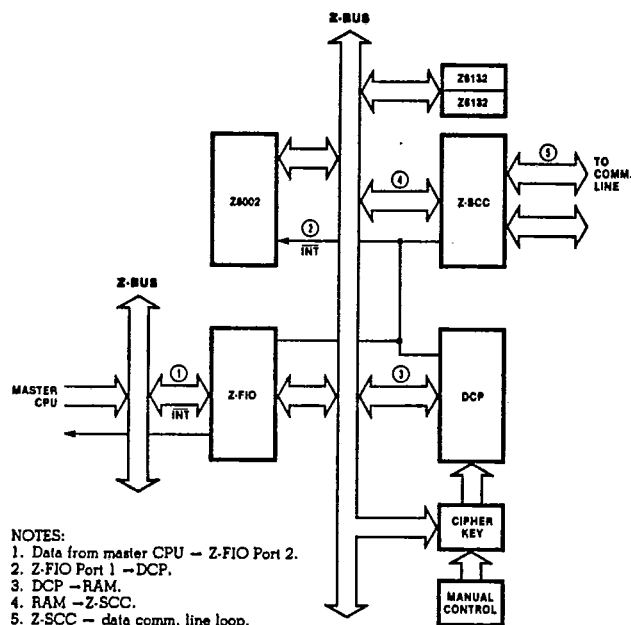 Z-BUS
Z6132
Z6132
5
TO
COMM.
LINE
4
Z8002
Z-SCC
2
INT
Z-BUS
1
Z-FIO
3
DCP
MASTER
CPU
INT
CIPHER
KEY
MANUAL
CONTROL
NOTES:
1. Data from master CPU – Z-FIO Port 2.
2. Z-FIO Port 1 →DCP.
3. DCP →RAM.
4. RAM →Z-SCC.
5. Z-SCC – data comm. line loop.